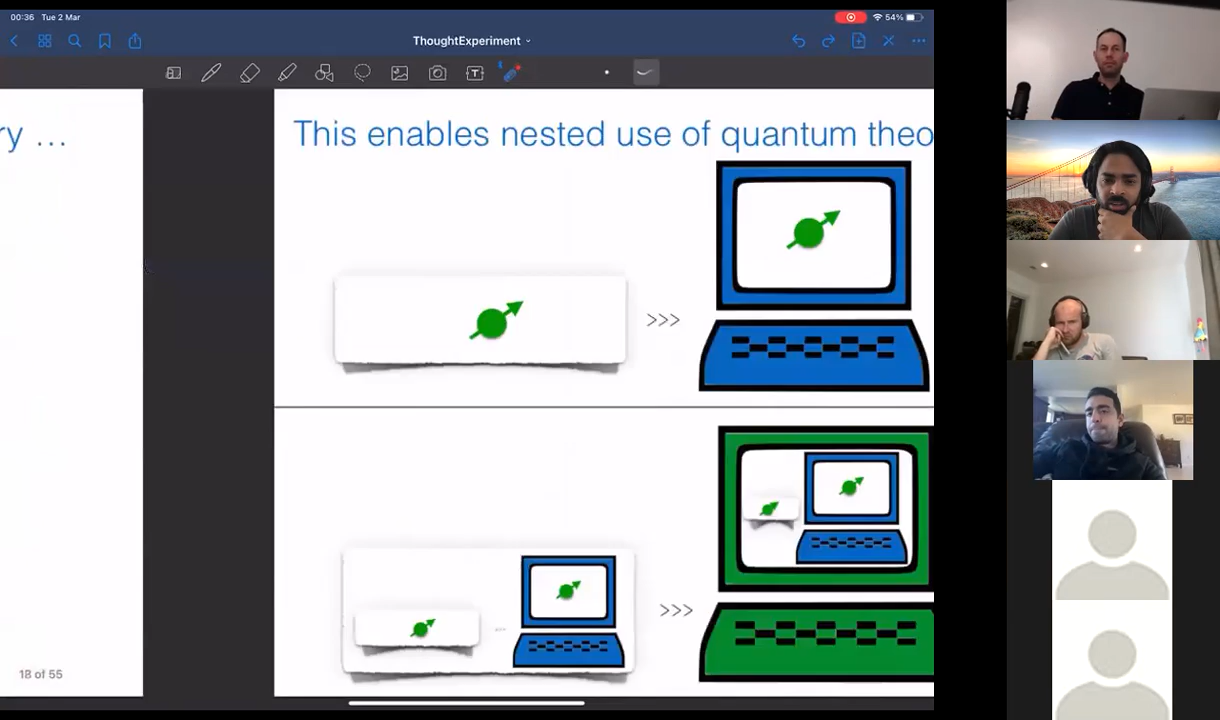 00:36 Tue 2 Mar
54%
ThoughtExperiment
ry ...
This enables nested use of quantum theo
>>>
>>>
18 of 55